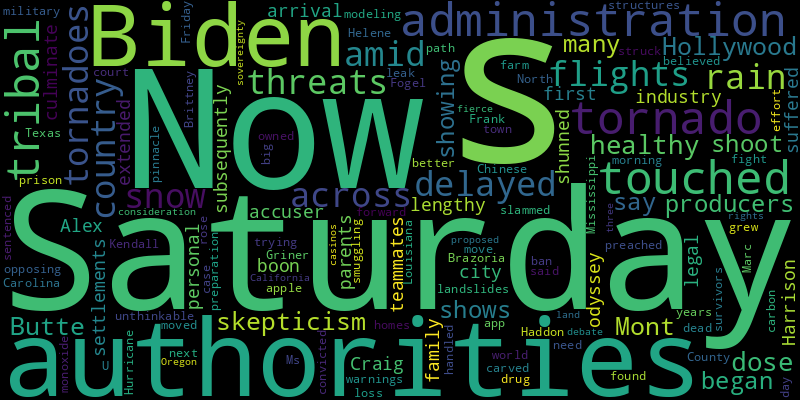 military
structures
Biden
arrival
modeling
administration
Friday
Helene
tribal
culminate
tornadoes
amid
path
struck
many
Hollywood
believed
court
country
sovereignty
threats
leak
Fogel
showing
farm
North
flights
rain
Now
S
first
industry
effort
suffered
Texas
extended
pinnacle
Brittney
subsequently
owned
bigg
fierce
Frank
town
shunned
tornado
healthy
shoot
prison
show
across
better
Chinese
delayed
Mississippi
morning
fight
touched
sentenced
consideration
accuser
lengthy
slammed
say
producers
Saturday
Alex
settlements
Kendall
personal
rose
case
preparation
trying
Griner
boon
California
apple
casinos
parents
smuggling
forward
teammates
Louisiana
proposed
move
Brazoria
city
landslides
shows
app
ban
said
odyssey
three
preached
rights
grew
Marc
legal
survivors
years
carbon
Harrison
opposing
Carolina
unthinkable
Butte
moved
skepticism
homes
family
handled
Haddon
land
debate
need
Mont
dead
authorities
monoxide
Hurricane
next
Oregon
Ms
convicted
Craig
warnings
loss
world
carved
drug
found
County
began
dose
day